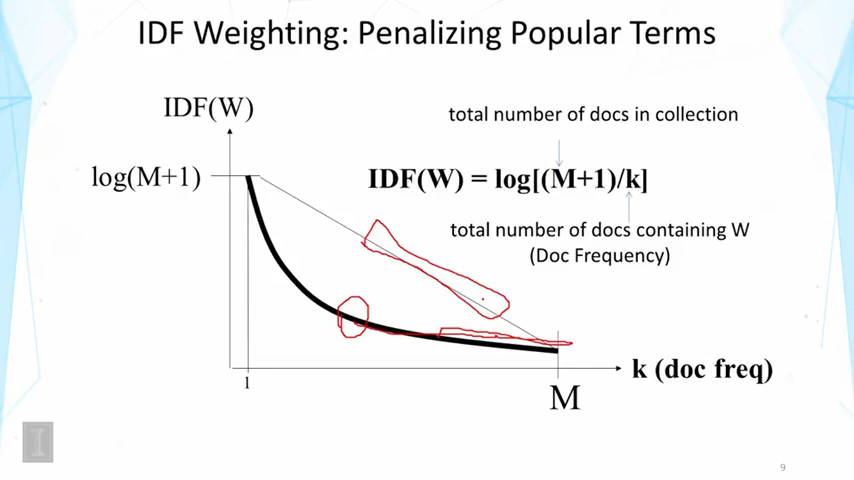 IDF Weighting: Penalizing Popular Terms
IDF(W)
total number of docs in collection
log(M+1)
IDF(W) = log[(M+1)/k]
total number of docs containing W
(Doc Frequency)
k (doc freq)
1
M
I
9